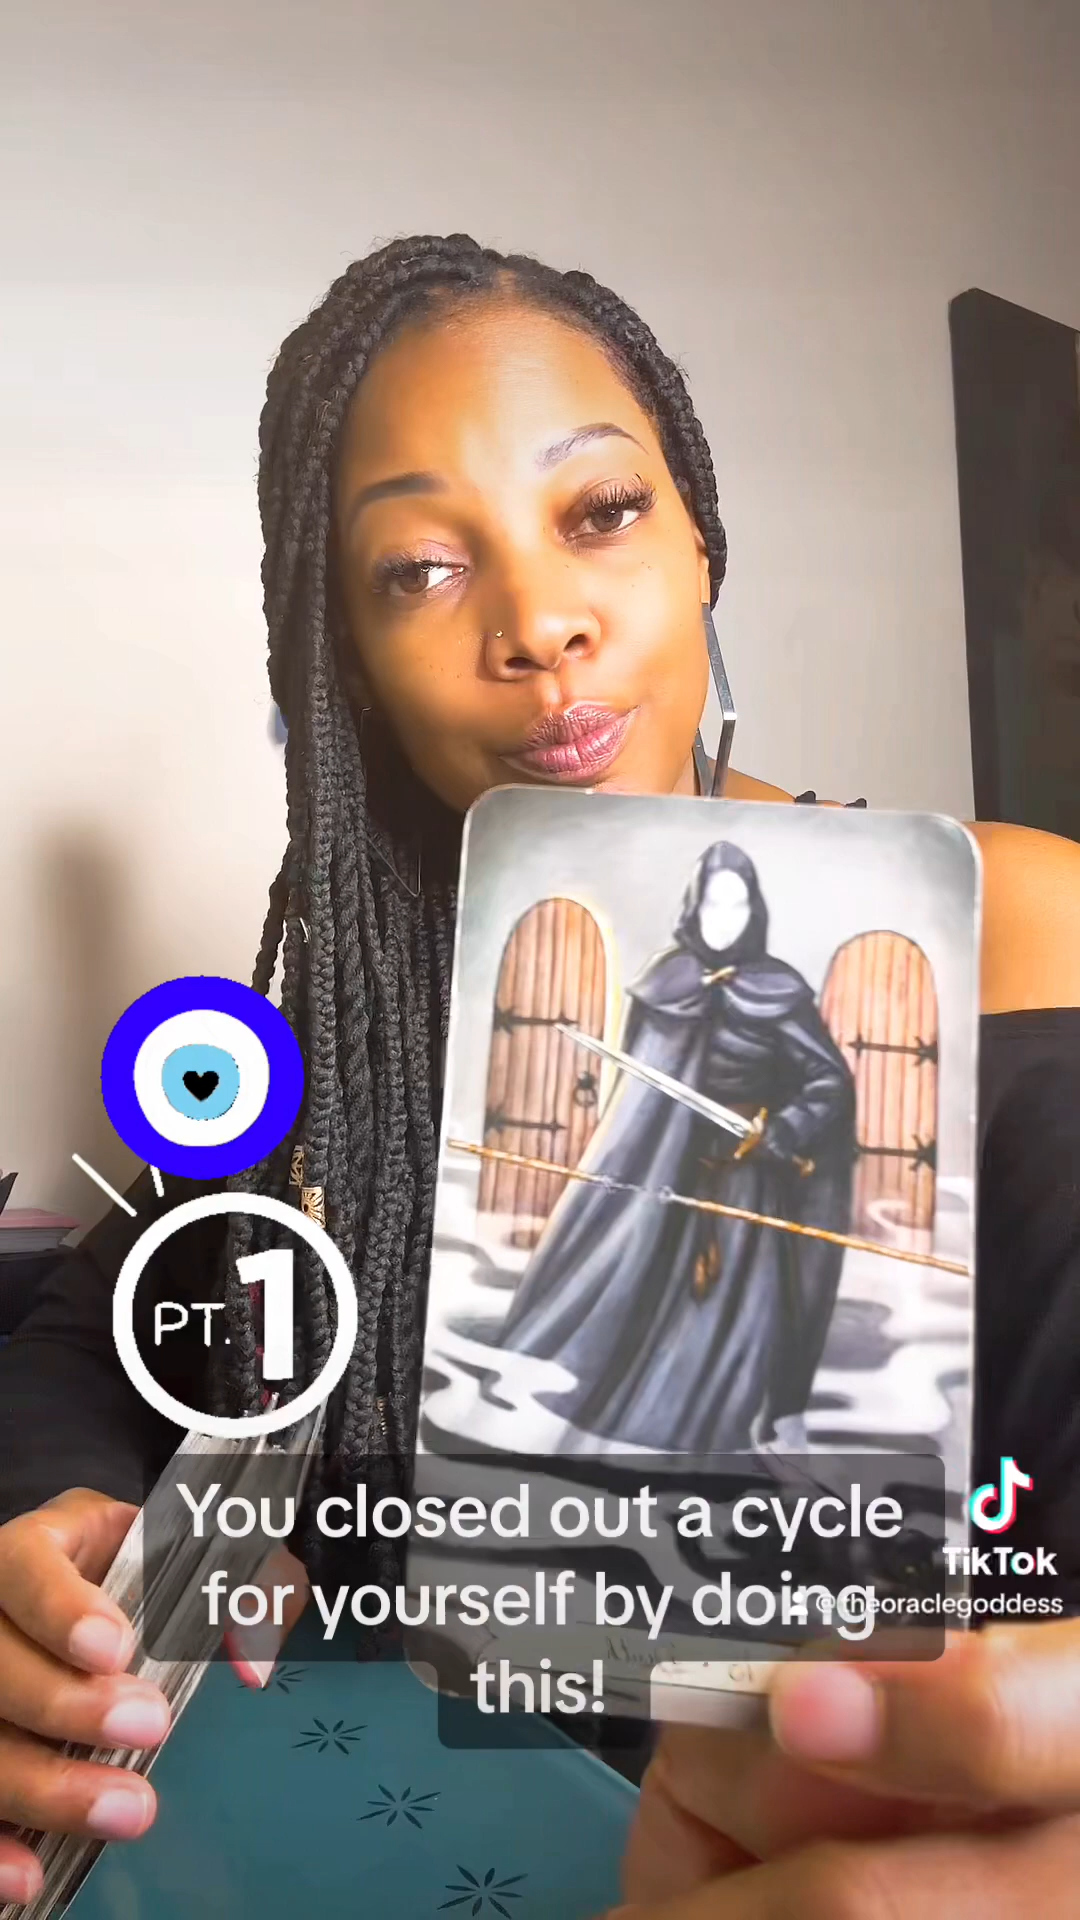 PT. 1
You closed out a cycle
for yourself by doing
this!
TikTok
@theoraclegoddess